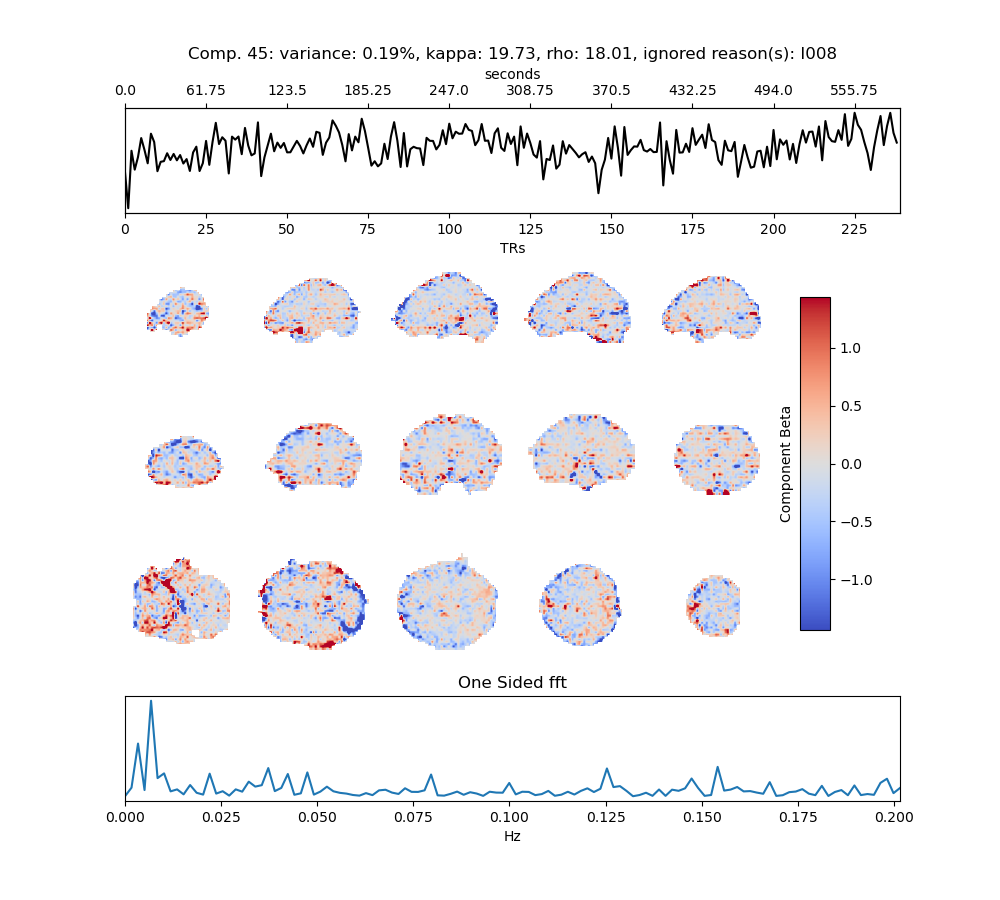 Comp. 45: variance: 0.19%, kappa: 19.73, rho: 18.01, ignored reason(s): I008
seconds
0.0 61.75 123.5 185.25 247.0 308.75 370.5 432.25 494.0 555.75
0 25 50 75 100 125 150 175 200 225
TRs
1.0
0.5
0.0
−0.5
−1.0
Component Beta
One Sided fft
0.000 0.025 0.050 0.075 0.100 0.125 0.150 0.175 0.200
Hz